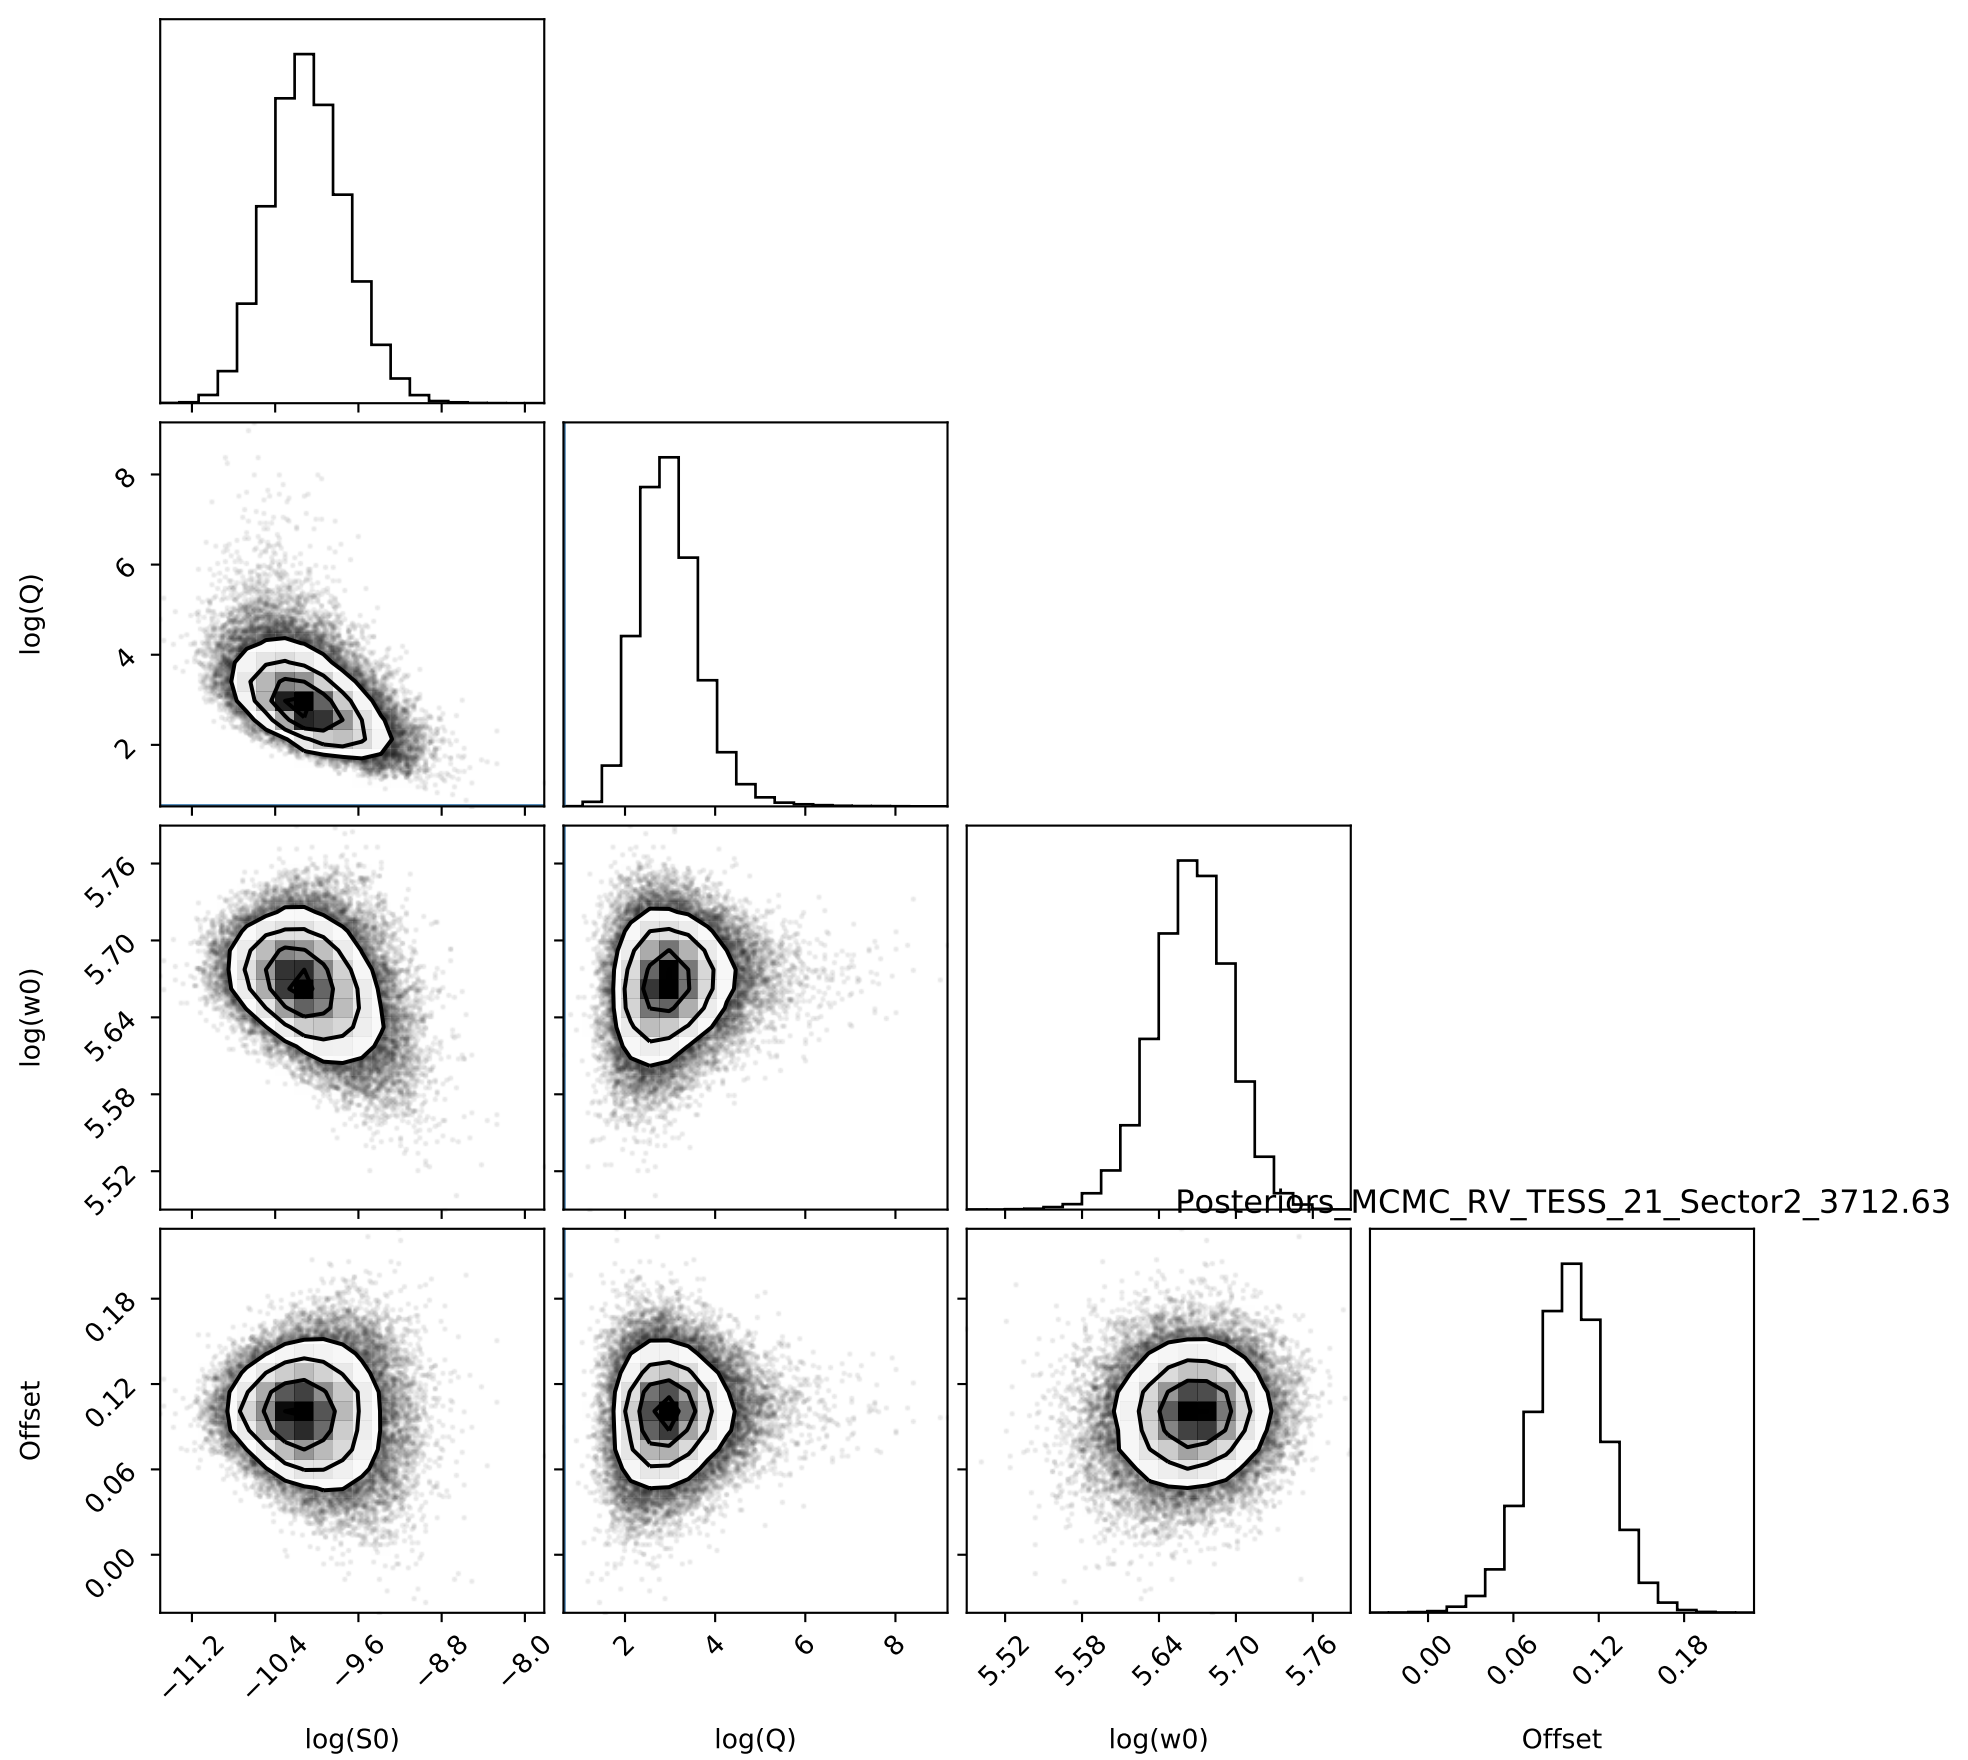 8
6
4
2
log(Q)
5.76
5.70
5.64
5.58
5.52
log(w0)
Posteriors_MCMC_RV_TESS_21_Sector2_3712.63
0.18
0.12
0.06
0.00
Offset
−11.2 −10.4 −9.6 −8.8 −8.0 2 4 6 8 5.52 5.58 5.64 5.70 5.76 0.00 0.06 0.12 0.18
log(S0) log(Q) log(w0) Offset